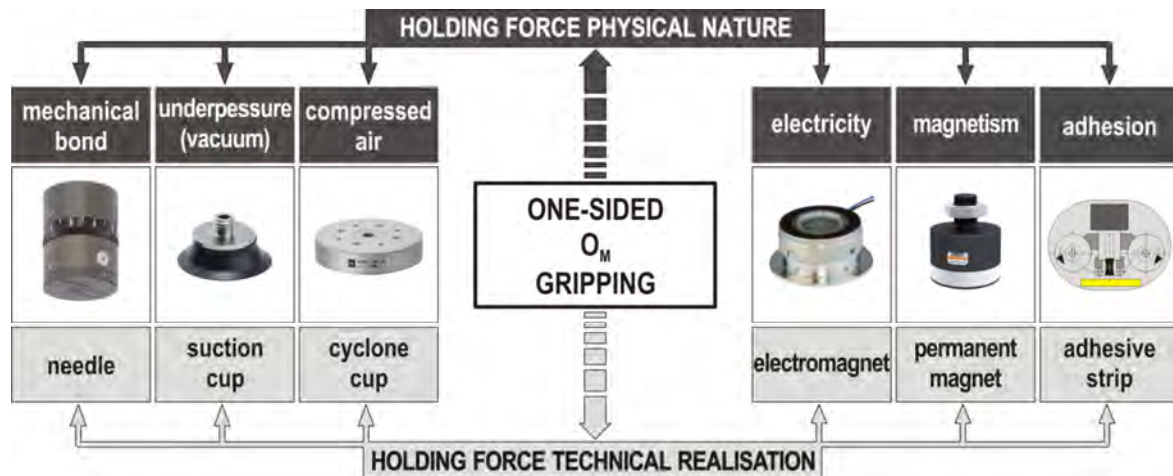 HOLDING FORCE PHYSICAL NATURE
mechanical
bond
underpessure
(vacuum)
compressed
air
electricity
magnetism
adhesion
ONE-SIDED
OM
GRIPPING
needle
suction
cup
cyclone
cup
electromagnet
permanent
magnet
adhesive
strip
HOLDING FORCE TECHNICAL REALISATION